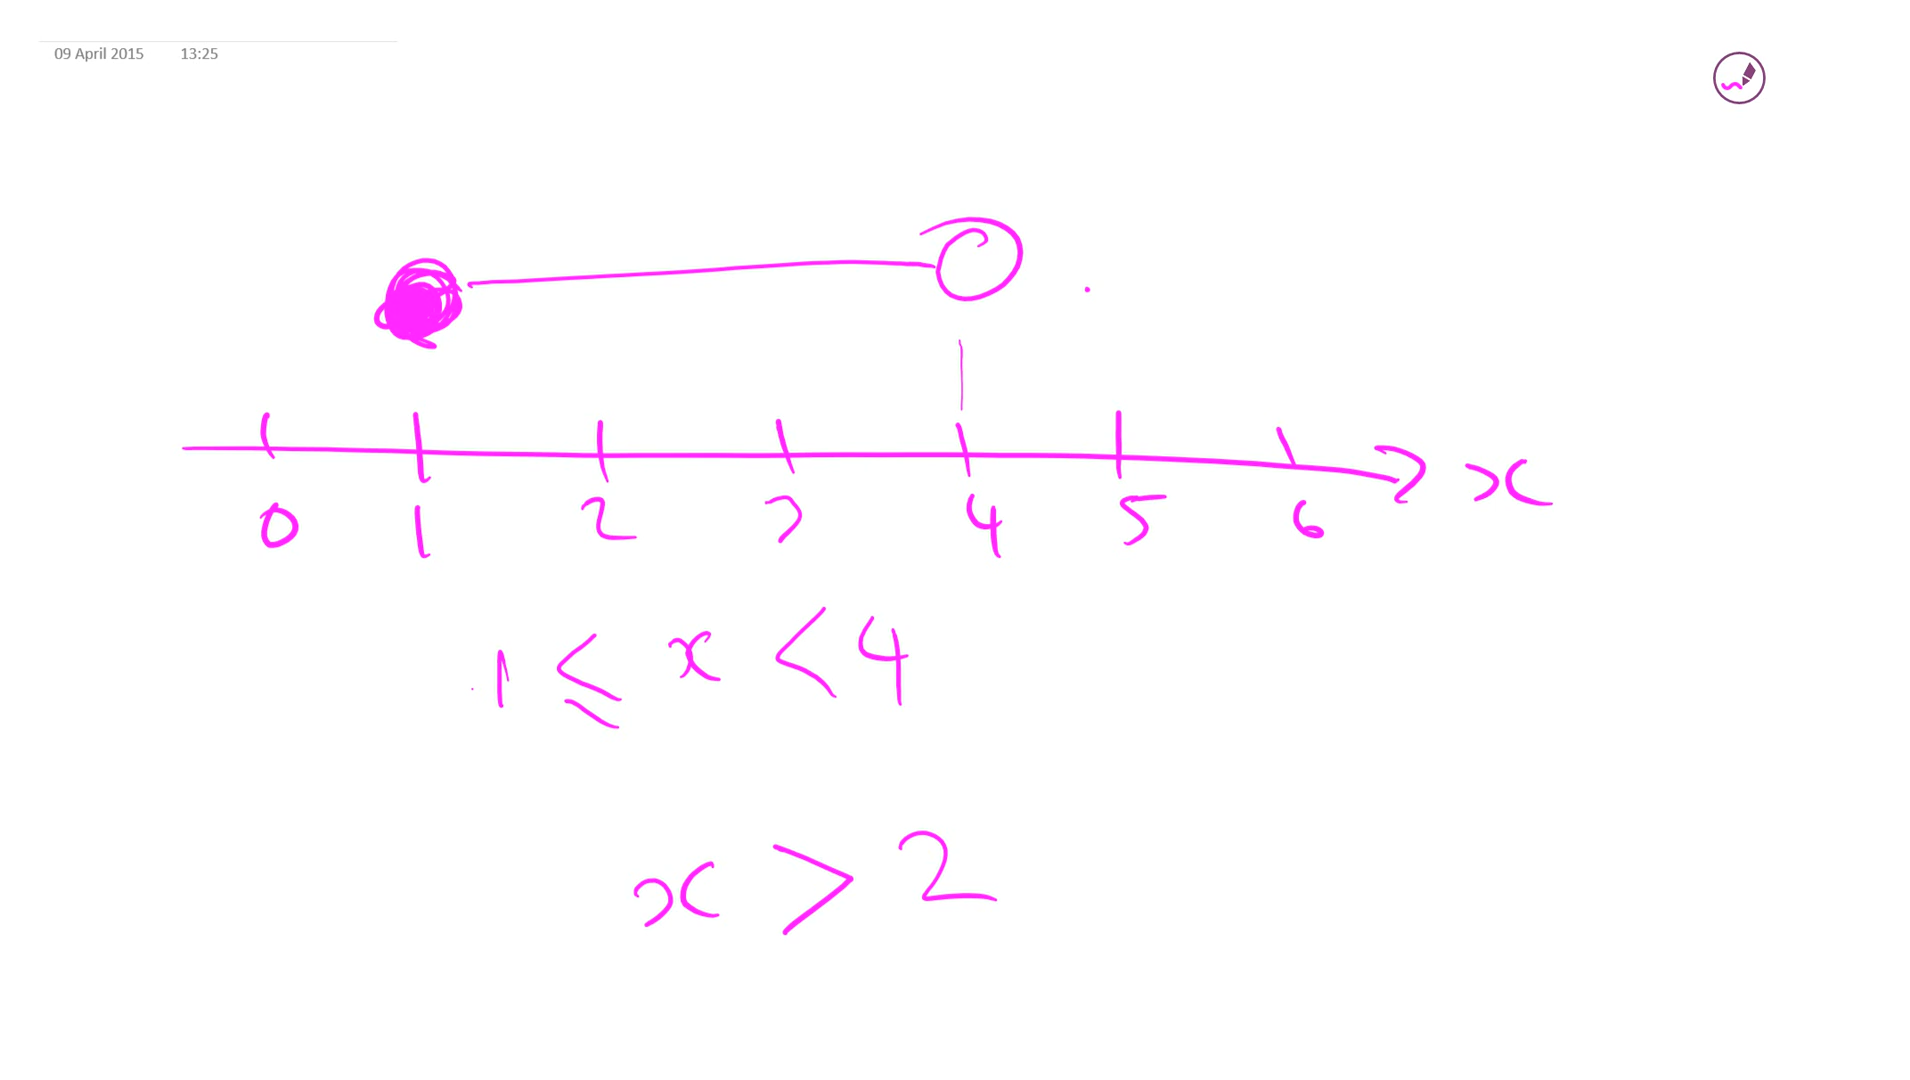 09 April 2015 13:25
0 1 2 3 4 5 6 x
1 ≤ x < 4
x > 2